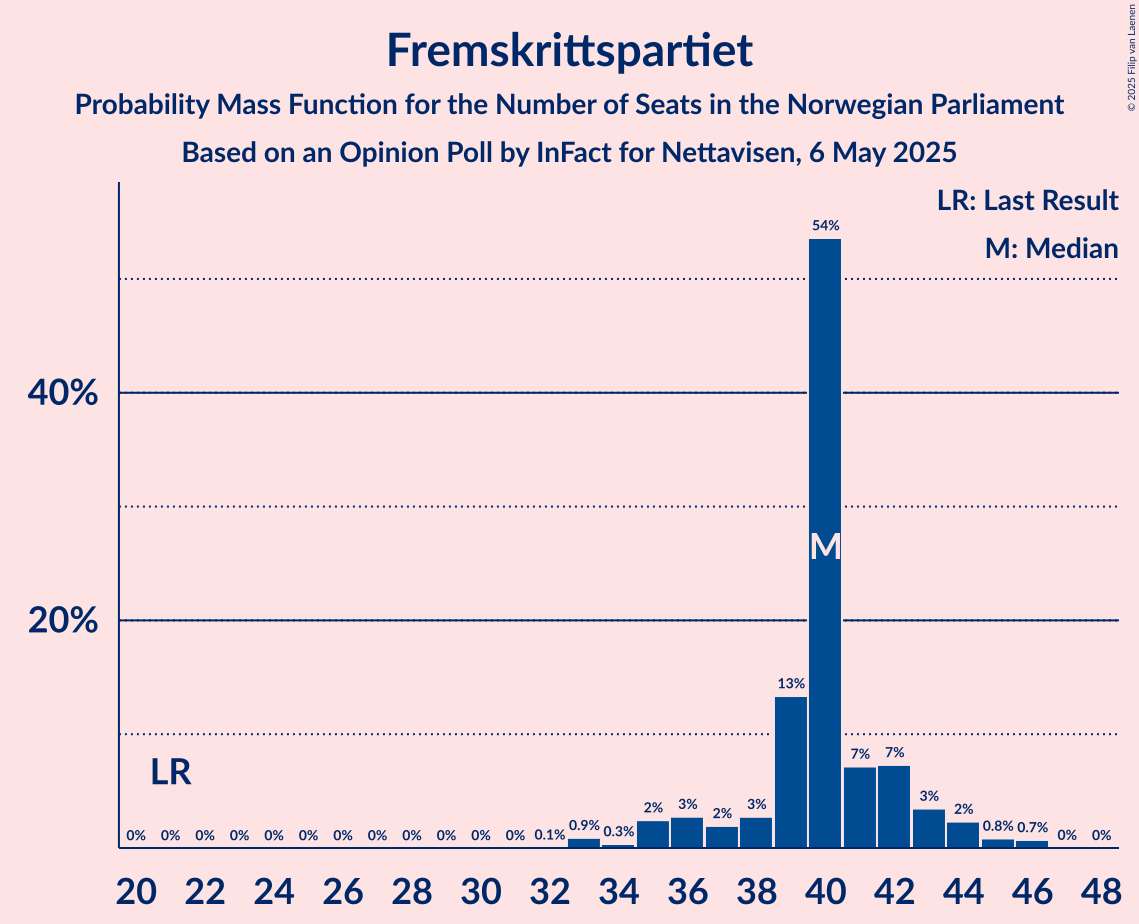 Fremskrittspartiet
Probability Mass Function for the Number of Seats in the Norwegian Parliament
Based on an Opinion Poll by InFact for Nettavisen, 6 May 2025
© 2025 Filip van Laenen
LR: Last Result
M: Median
54%
40%
M
20%
13%
LR
7% 7%
0% 0% 0% 0% 0% 0% 0% 0% 0% 0% 0% 0% 0.1% 0.9% 0.3% 2% 3% 2% 3% 3% 2% 0.8% 0.7% 0% 0%
20 22 24 26 28 30 32 34 36 38 40 42 44 46 48